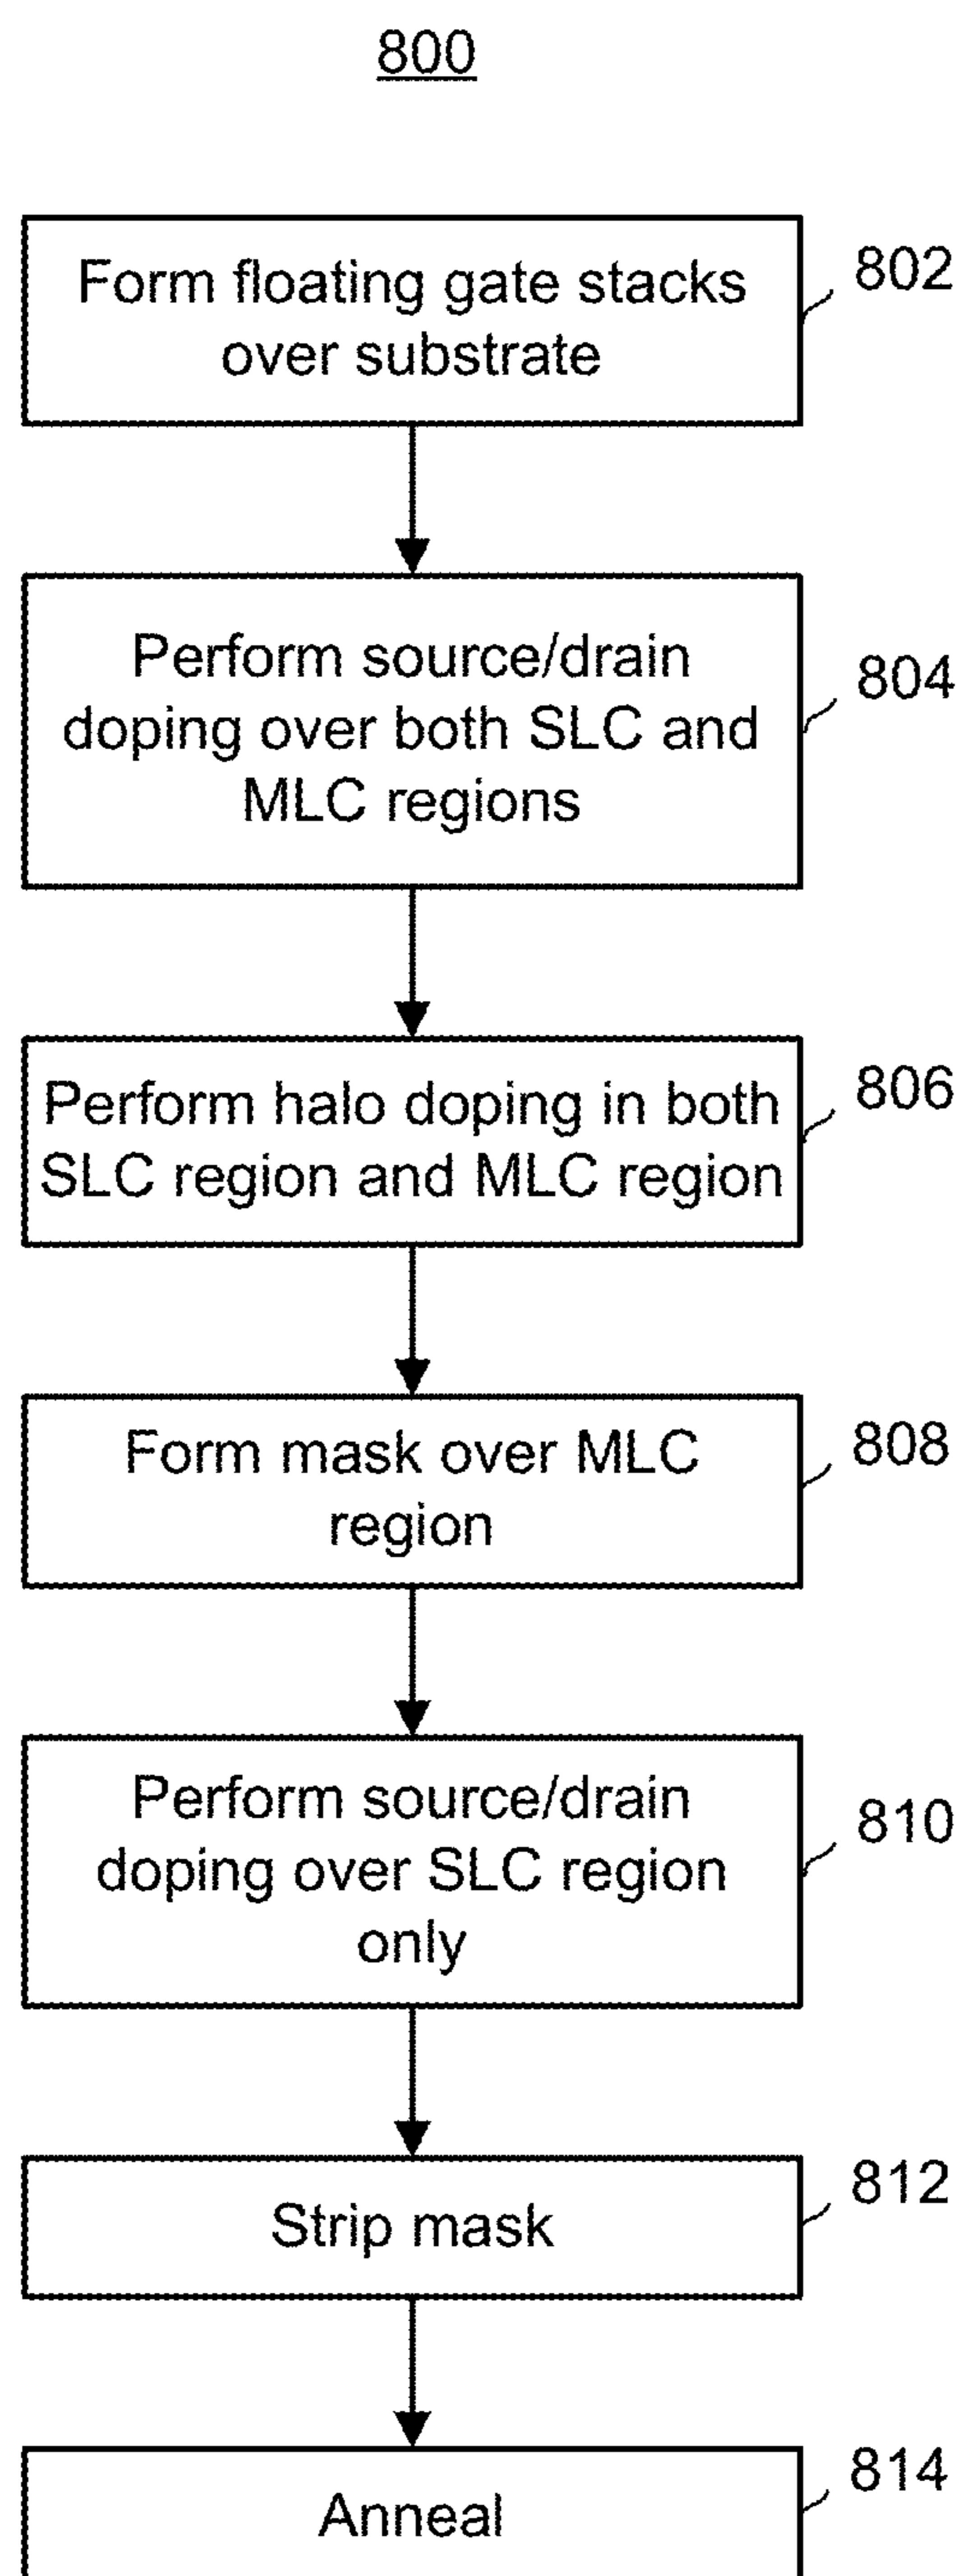 800
Form floating gate stacks
over substrate
802
Perform source/drain
doping over both SLC and
MLC regions
804
Perform halo doping in both
SLC region and MLC region
806
Form mask over MLC
region
808
Perform source/drain
doping over SLC region
only
810
Strip mask
812
Anneal
814